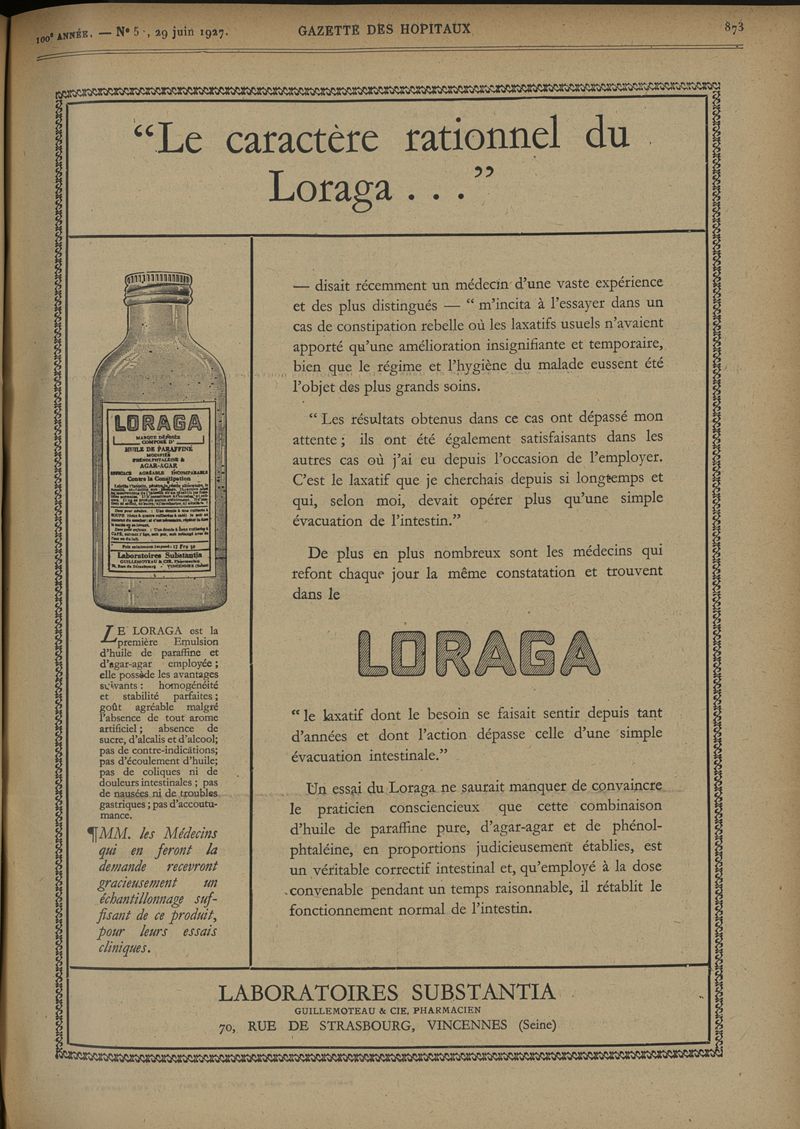 100e ANNÉE. — N° 5 , 29 juin 1927.
GAZETTE DES HOPITAUX
873
“Le caractère rationnel du
Loraga . . .”
LORAGA
MARQUE DÉPOSÉE
COMPOSÉ D'
HUILE DE PARAFFINE
PHÉNOLPHTALÉINE &
AGAR-AGAR
EFFICACE AGRÉABLE INCOMPARABLE
Contre la Constipation
Laboratoires Substantia
GUILLEMOTEAU & CIE, Pharmacien
LE LORAGA est la
première Emulsion
d'huile de paraffine et
d'agar-agar employée ;
elle possède les avantages
suivants : homogénéité
et stabilité parfaites ;
goût agréable malgré
l'absence de tout arome
artificiel ; absence de
sucre, d'alcalis et d'alcool;
pas de contre-indications;
pas d'écoulement d'huile;
pas de coliques ni de
douleurs intestinales ; pas
de nausées ni de troubles
gastriques ; pas d'accoutu-
mance.
¶MM. les Médecins
qui en feront la
demande recevront
gracieusement un
échantillonnage suf-
fisant de ce produit,
pour leurs essais
cliniques.
— disait récemment un médecin d'une vaste expérience
et des plus distingués — “ m'incita à l'essayer dans un
cas de constipation rebelle où les laxatifs usuels n'avaient
apporté qu'une amélioration insignifiante et temporaire,
bien que le régime et l'hygiène du malade eussent été
l'objet des plus grands soins.
“ Les résultats obtenus dans ce cas ont dépassé mon
attente ; ils ont été également satisfaisants dans les
autres cas où j'ai eu depuis l'occasion de l'employer.
C'est le laxatif que je cherchais depuis si longtemps et
qui, selon moi, devait opérer plus qu'une simple
évacuation de l'intestin.”
De plus en plus nombreux sont les médecins qui
refont chaque jour la même constatation et trouvent
dans le
LORAGA
“ le laxatif dont le besoin se faisait sentir depuis tant
d'années et dont l'action dépasse celle d'une simple
évacuation intestinale.”
Un essai du Loraga ne saurait manquer de convaincre
le praticien consciencieux que cette combinaison
d'huile de paraffine pure, d'agar-agar et de phénol-
phtaléine, en proportions judicieusement établies, est
un véritable correctif intestinal et, qu'employé à la dose
convenable pendant un temps raisonnable, il rétablit le
fonctionnement normal de l'intestin.
LABORATOIRES SUBSTANTIA
GUILLEMOTEAU & CIE, PHARMACIEN
70, RUE DE STRASBOURG, VINCENNES (Seine)